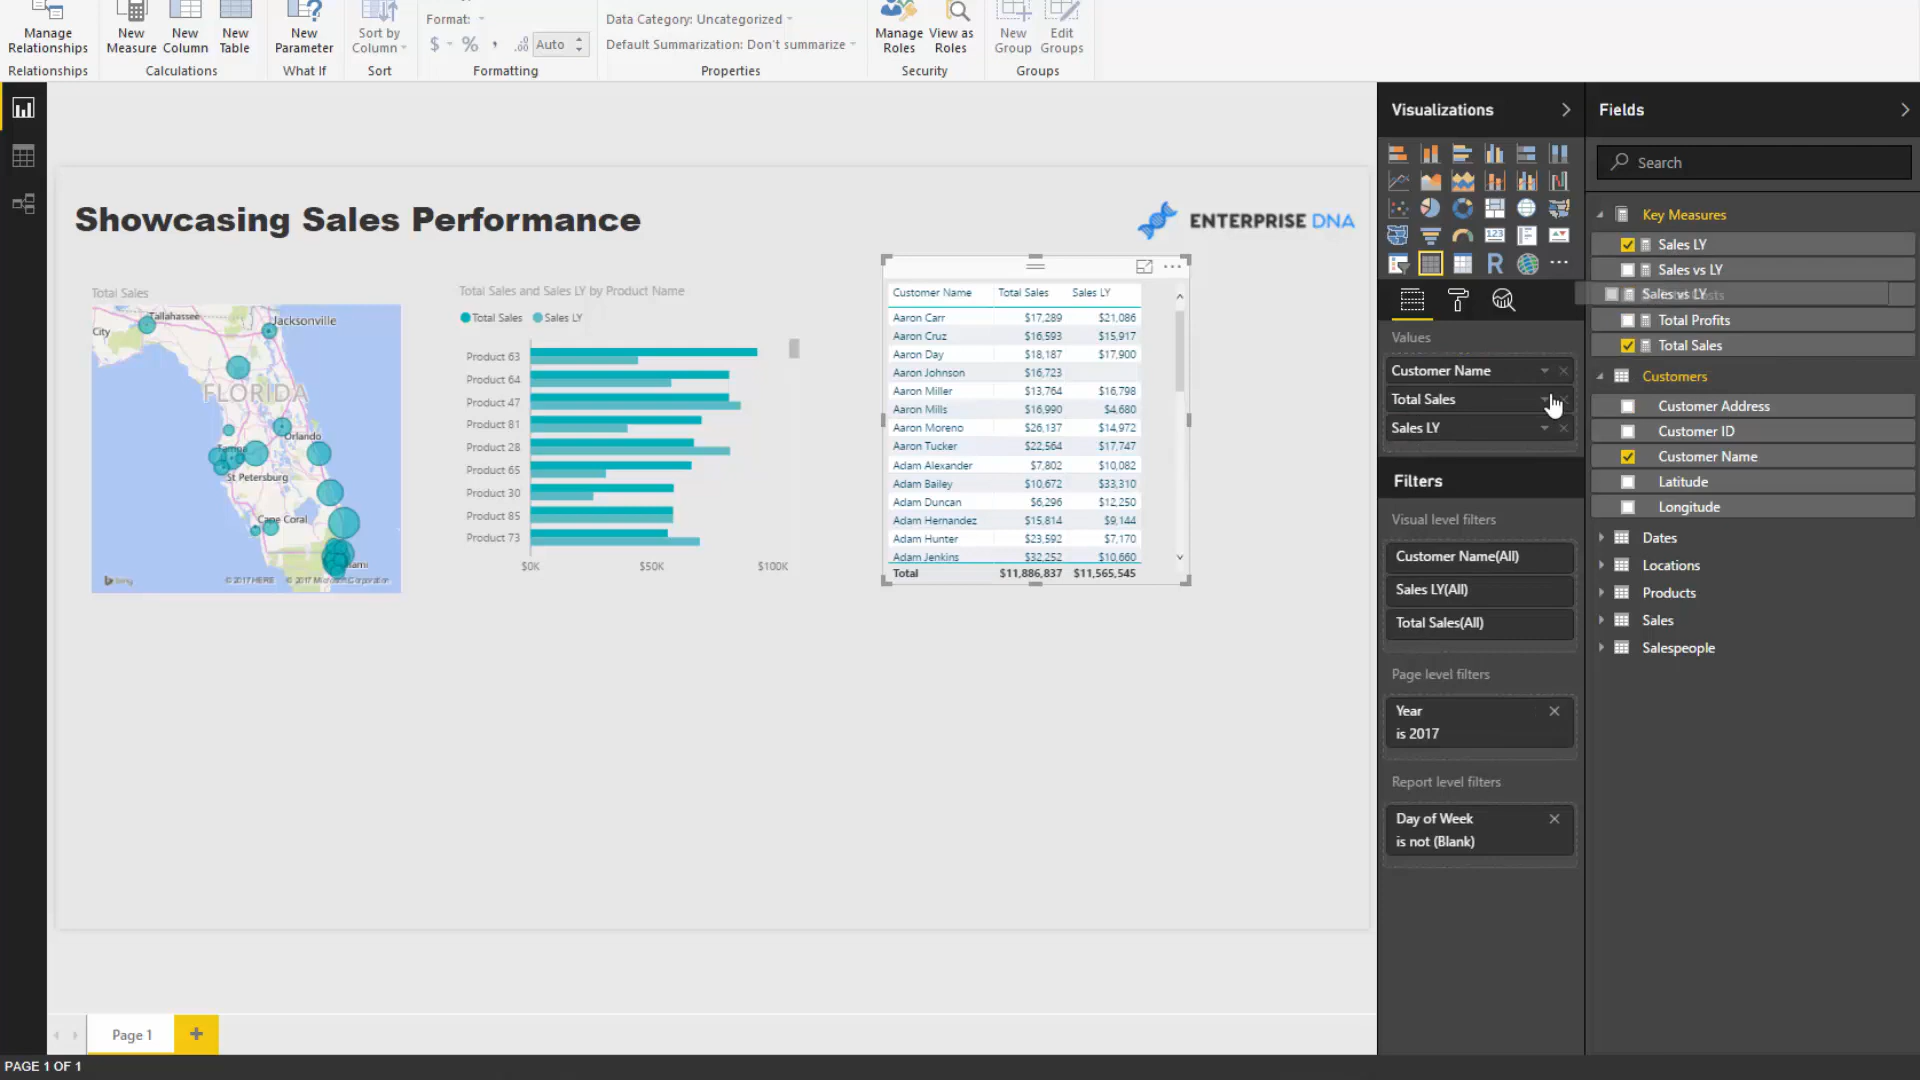 Format:
Data Category: Uncategorized
Manage Relationships
New Measure
New Column
New Table
New Parameter
Sort by Column
$ % , .00 Auto
Default Summarization: Don't summarize
Manage Roles
View as Roles
New Group
Edit Groups
Relationships
Calculations
What If
Sort
Formatting
Properties
Security
Groups
Showcasing Sales Performance
ENTERPRISE DNA
Total Sales
Tallahassee
Jacksonville
City
FLORIDA
Orlando
Tampa
St Petersburg
Cape Coral
bing
© 2017 HERE © 2017 Microsoft Corporation
Total Sales and Sales LY by Product Name
Total Sales
Sales LY
Product 63
Product 64
Product 47
Product 81
Product 28
Product 65
Product 30
Product 85
Product 73
$0K
$50K
$100K
Customer Name Total Sales Sales LY
Aaron Carr $17,289 $21,086
Aaron Cruz $16,593 $15,917
Aaron Day $18,187 $17,900
Aaron Johnson $16,723
Aaron Miller $13,764 $16,798
Aaron Mills $16,990 $4,680
Aaron Moreno $26,137 $14,972
Aaron Tucker $22,564 $17,747
Adam Alexander $7,802 $10,082
Adam Bailey $10,672 $33,310
Adam Duncan $6,296 $12,250
Adam Hernandez $15,814 $9,144
Adam Hunter $23,592 $7,170
Adam Jenkins $32,252 $10,660
Total $11,886,837 $11,565,545
Visualizations
123
R
Values
Customer Name
Total Sales
Sales LY
Filters
Visual level filters
Customer Name(All)
Sales LY(All)
Total Sales(All)
Page level filters
Year
is 2017
Report level filters
Day of Week
is not (Blank)
Fields
Search
Key Measures
Sales LY
Sales vs LY
Sales vs LY
Total Profits
Total Sales
Customers
Customer Address
Customer ID
Customer Name
Latitude
Longitude
Dates
Locations
Products
Sales
Salespeople
Page 1
PAGE 1 OF 1